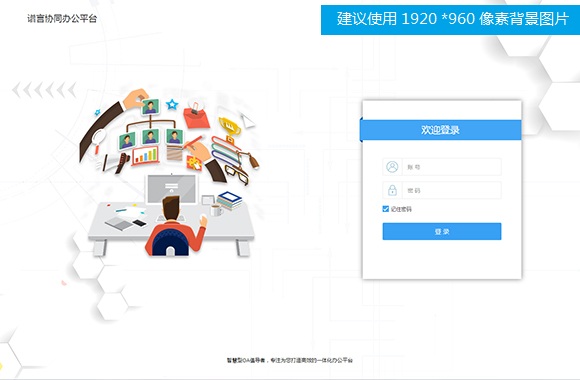 谱言协同办公平台
建议使用 1920 *960 像素背景图片
欢迎登录
账号
密码
记住密码
登 录
智慧型OA倡导者，专注为您打造高效的一体化办公平台